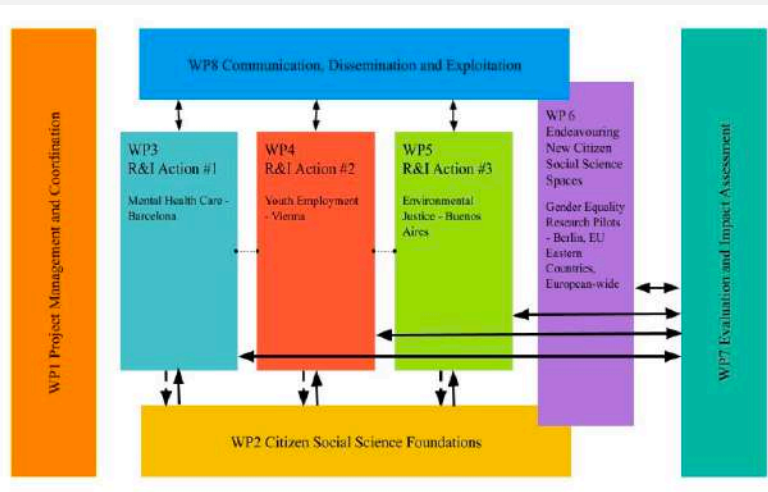 WP1 Project Management and Coordination
WP8 Communication, Dissemination and Exploitation
WP3
R&I Action #1
Mental Health Care -
Barcelona
WP4
R&I Action #2
Youth Employment
- Vienna
WP5
R&I Action #3
Environmental
Justice - Buenos
Aires
WP 6
Endeavouring
New Citizen
Social Science
Spaces
Gender Equality
Research Pilots
- Berlin, EU
Eastern
Countries,
European-wide
WP7 Evaluation and Impact Assessment
WP2 Citizen Social Science Foundations